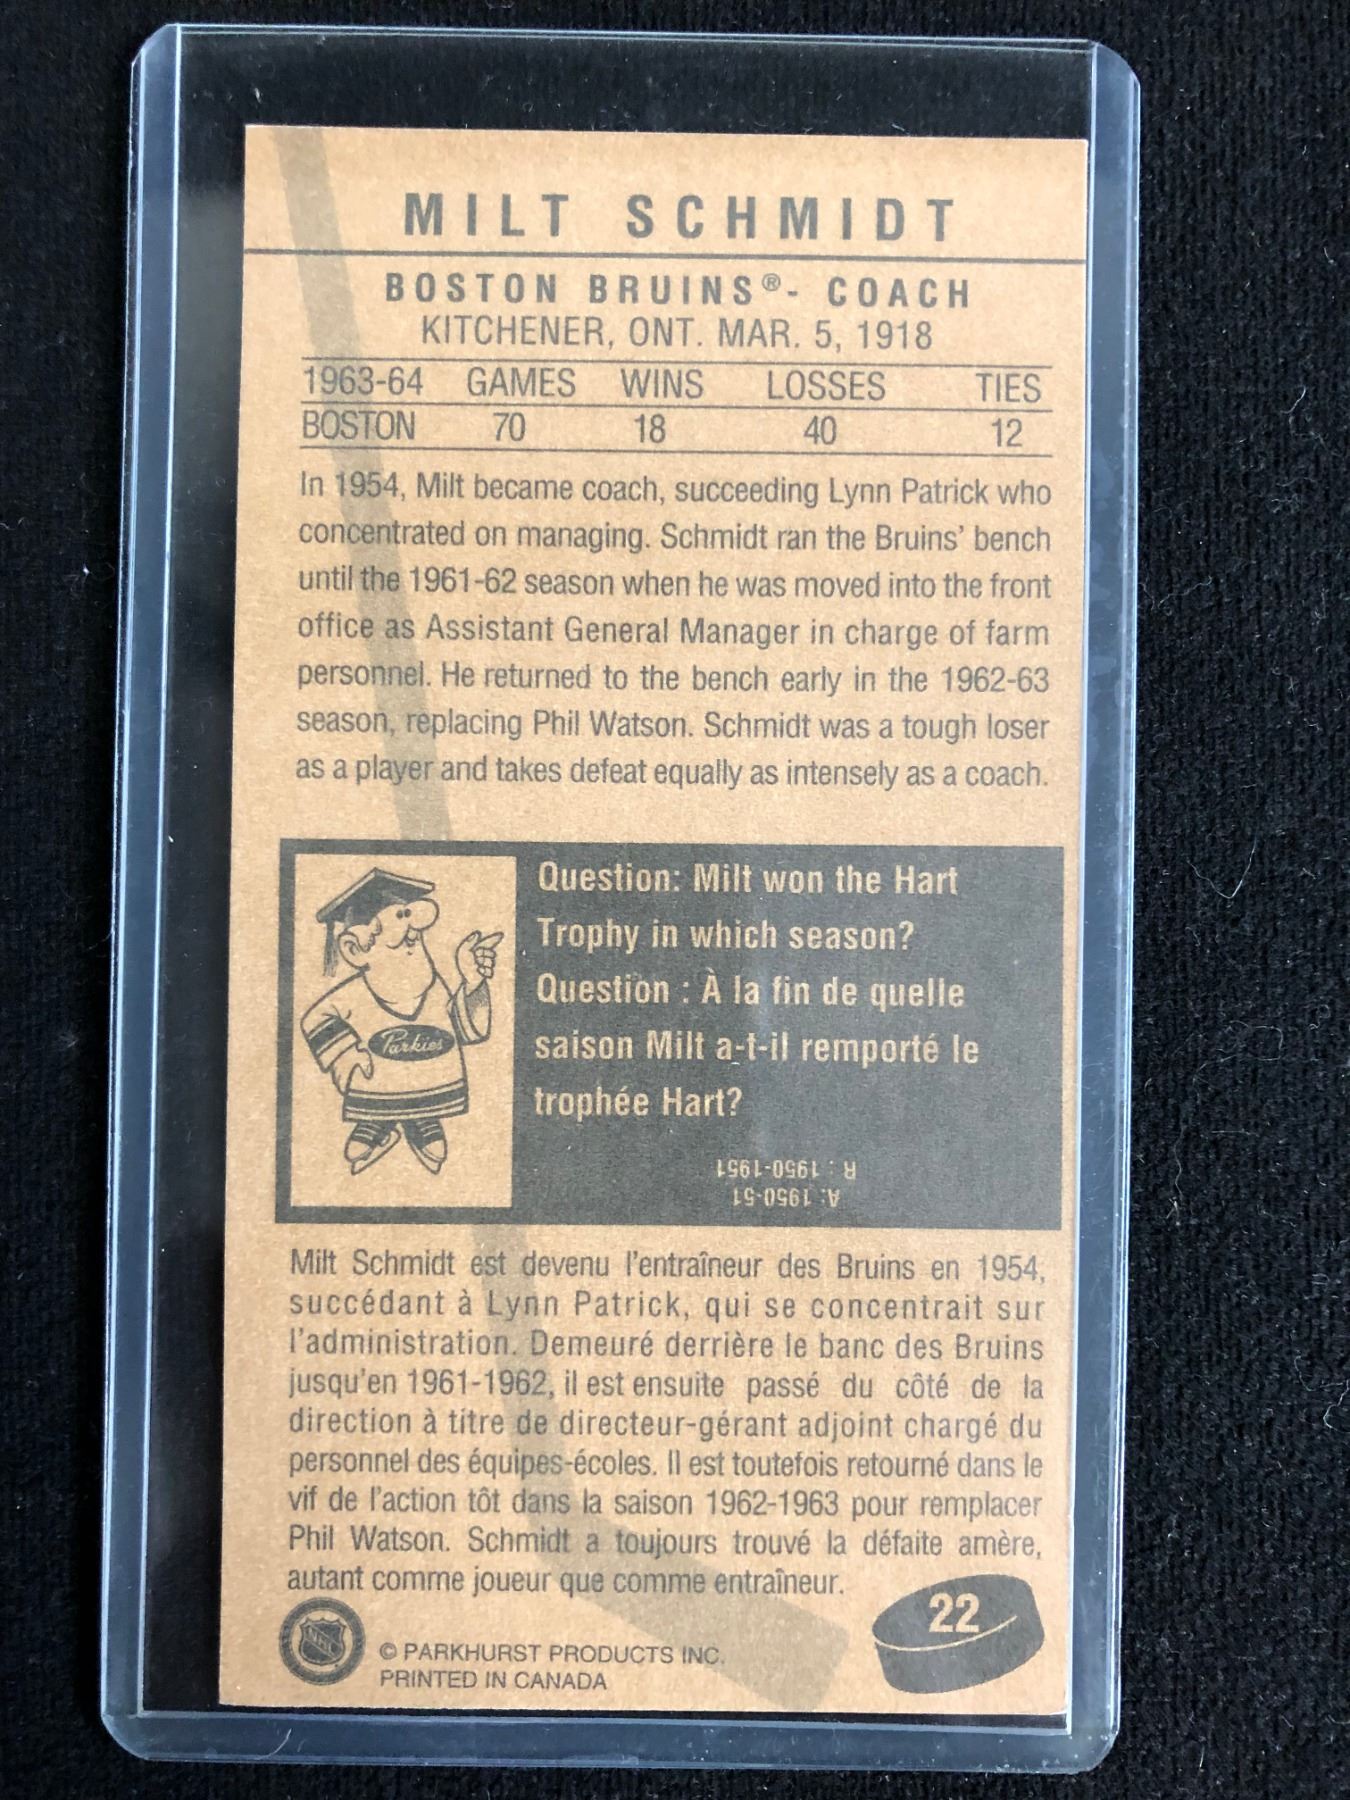 MILT SCHMIDT
BOSTON BRUINS®- COACH
KITCHENER, ONT. MAR. 5, 1918
1963-64 GAMES WINS LOSSES TIES
BOSTON 70 18 40 12
In 1954, Milt became coach, succeeding Lynn Patrick who
concentrated on managing. Schmidt ran the Bruins' bench
until the 1961-62 season when he was moved into the front
office as Assistant General Manager in charge of farm
personnel. He returned to the bench early in the 1962-63
season, replacing Phil Watson. Schmidt was a tough loser
as a player and takes defeat equally as intensely as a coach.
Parkies
Question: Milt won the Hart
Trophy in which season?
Question : À la fin de quelle
saison Milt a-t-il remporté le
trophée Hart?
A: 1950-51
R : 1950-1951
Milt Schmidt est devenu l'entraîneur des Bruins en 1954,
succédant à Lynn Patrick, qui se concentrait sur
l'administration. Demeuré derrière le banc des Bruins
jusqu'en 1961-1962, il est ensuite passé du côté de la
direction à titre de directeur-gérant adjoint chargé du
personnel des équipes-écoles. Il est toutefois retourné dans le
vif de l'action tôt dans la saison 1962-1963 pour remplacer
Phil Watson. Schmidt a toujours trouvé la défaite amère,
autant comme joueur que comme entraîneur.
22
NHL
© PARKHURST PRODUCTS INC.
PRINTED IN CANADA